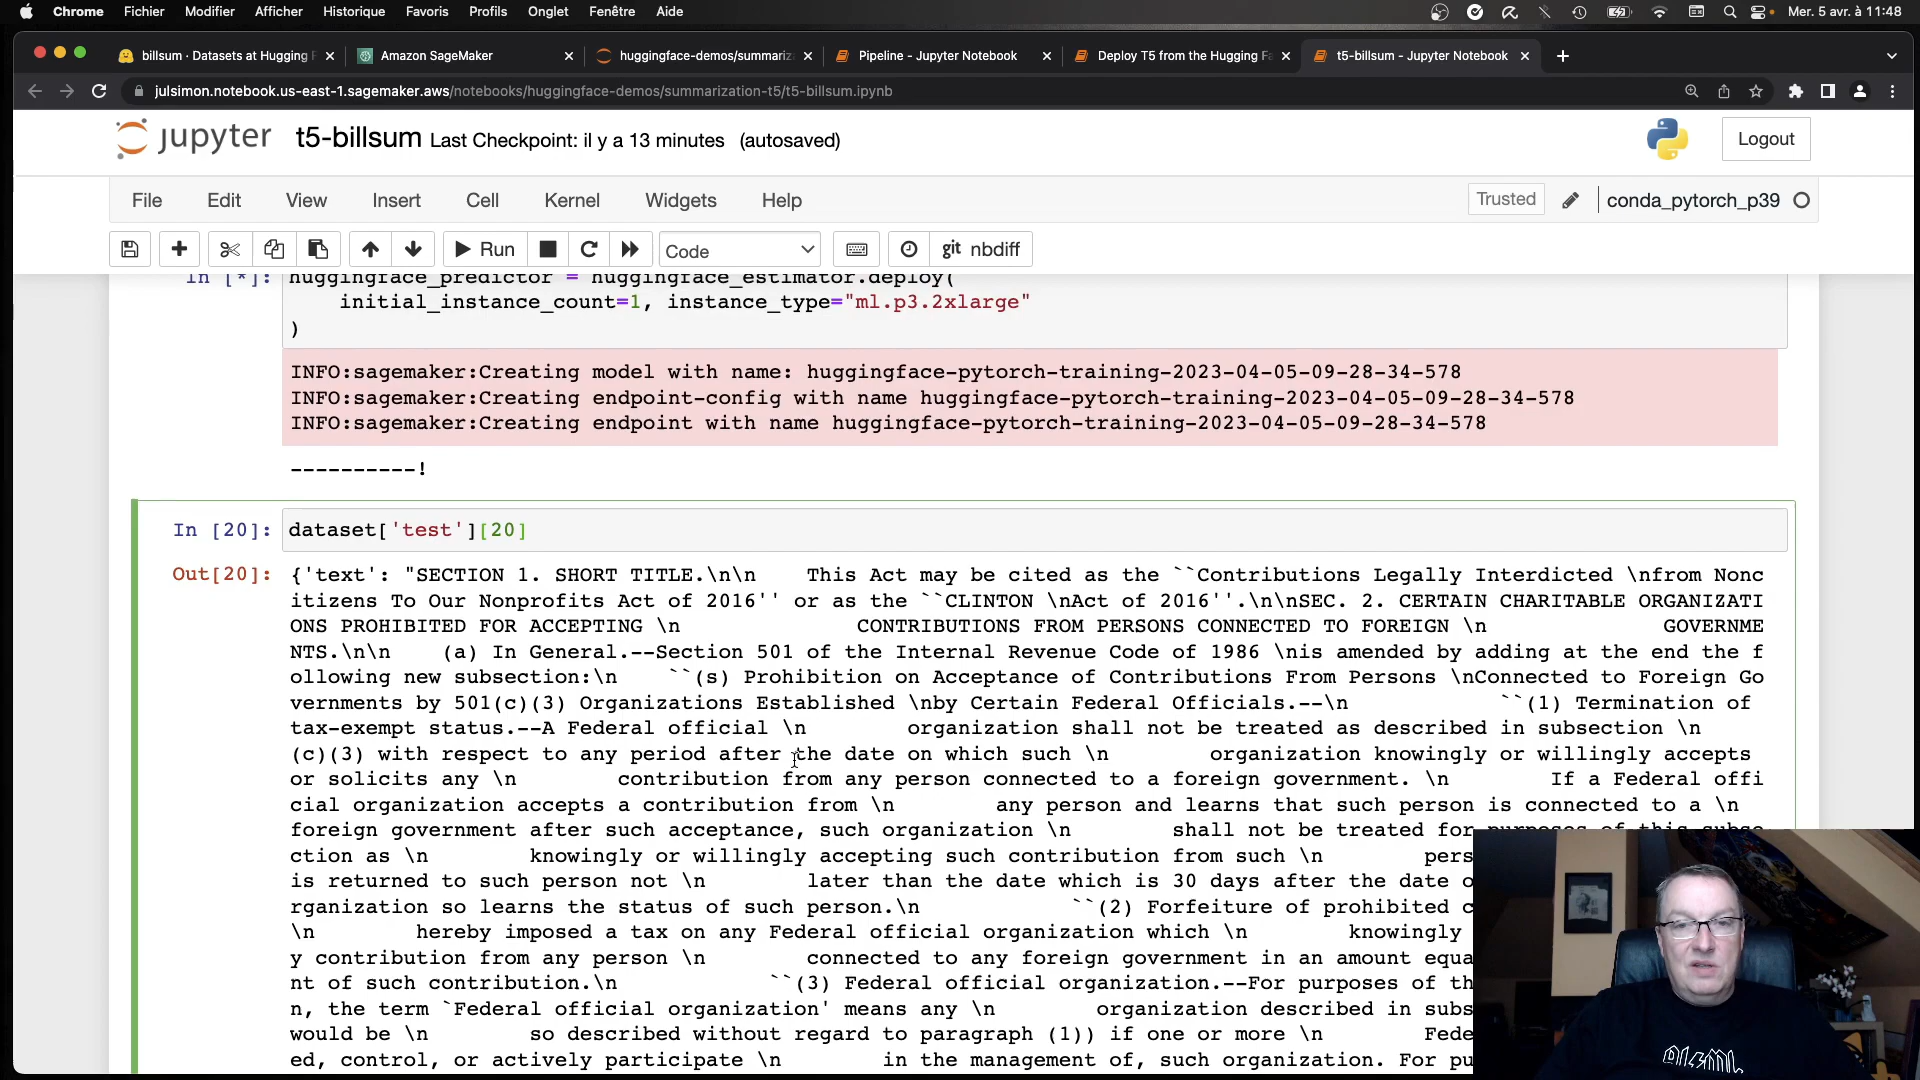 Chrome Fichier Modifier Afficher Historique Favoris Profils Onglet Fenêtre Aide Mer. 5 avr. à 11:48
billsum · Datasets at Hugging F Amazon SageMaker huggingface-demos/summariz Pipeline - Jupyter Notebook Deploy T5 from the Hugging Fa t5-billsum - Jupyter Notebook
julsimon.notebook.us-east-1.sagemaker.aws/notebooks/huggingface-demos/summarization-t5/t5-billsum.ipynb
jupyter t5-billsum Last Checkpoint: il y a 13 minutes (autosaved) Logout
File Edit View Insert Cell Kernel Widgets Help Trusted conda_pytorch_p39
Run Code git nbdiff
In [*]: huggingface_predictor = huggingface_estimator.deploy(
initial_instance_count=1, instance_type="ml.p3.2xlarge"
)
INFO:sagemaker:Creating model with name: huggingface-pytorch-training-2023-04-05-09-28-34-578
INFO:sagemaker:Creating endpoint-config with name huggingface-pytorch-training-2023-04-05-09-28-34-578
INFO:sagemaker:Creating endpoint with name huggingface-pytorch-training-2023-04-05-09-28-34-578
----------!
In [20]: dataset['test'][20]
Out[20]: {'text': "SECTION 1. SHORT TITLE.\n\n    This Act may be cited as the ``Contributions Legally Interdicted \nfrom Nonc
itizens To Our Nonprofits Act of 2016'' or as the ``CLINTON \nAct of 2016''.\n\nSEC. 2. CERTAIN CHARITABLE ORGANIZATI
ONS PROHIBITED FOR ACCEPTING \n              CONTRIBUTIONS FROM PERSONS CONNECTED TO FOREIGN \n              GOVERNME
NTS.\n\n    (a) In General.--Section 501 of the Internal Revenue Code of 1986 \nis amended by adding at the end the f
ollowing new subsection:\n    ``(s) Prohibition on Acceptance of Contributions From Persons \nConnected to Foreign Go
vernments by 501(c)(3) Organizations Established \nby Certain Federal Officials.--\n            ``(1) Termination of
tax-exempt status.--A Federal official \n        organization shall not be treated as described in subsection \n
(c)(3) with respect to any period after the date on which such \n        organization knowingly or willingly accepts
or solicits any \n        contribution from any person connected to a foreign government. \n        If a Federal offi
cial organization accepts a contribution from \n        any person and learns that such person is connected to a \n
foreign government after such acceptance, such organization \n        shall not be treated for purposes of this subse
ction as \n        knowingly or willingly accepting such contribution from such \n        pers
is returned to such person not \n        later than the date which is 30 days after the date o
rganization so learns the status of such person.\n            ``(2) Forfeiture of prohibited c
\n        hereby imposed a tax on any Federal official organization which \n        knowingly
y contribution from any person \n        connected to any foreign government in an amount equa
nt of such contribution.\n            ``(3) Federal official organization.--For purposes of th
n, the term `Federal official organization' means any \n        organization described in subs
would be \n        so described without regard to paragraph (1)) if one or more \n        Fede
ed, control, or actively participate \n        in the management of, such organization. For pu